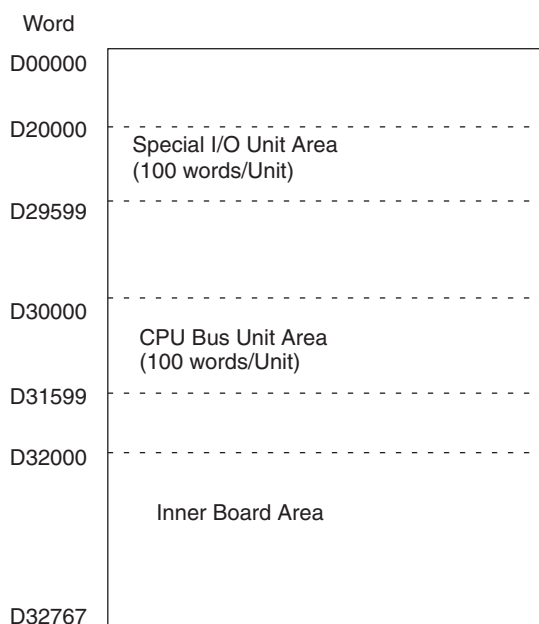 Word
D00000
D20000
Special I/O Unit Area
(100 words/Unit)
D29599
D30000
CPU Bus Unit Area
(100 words/Unit)
D31599
D32000
Inner Board Area
D32767